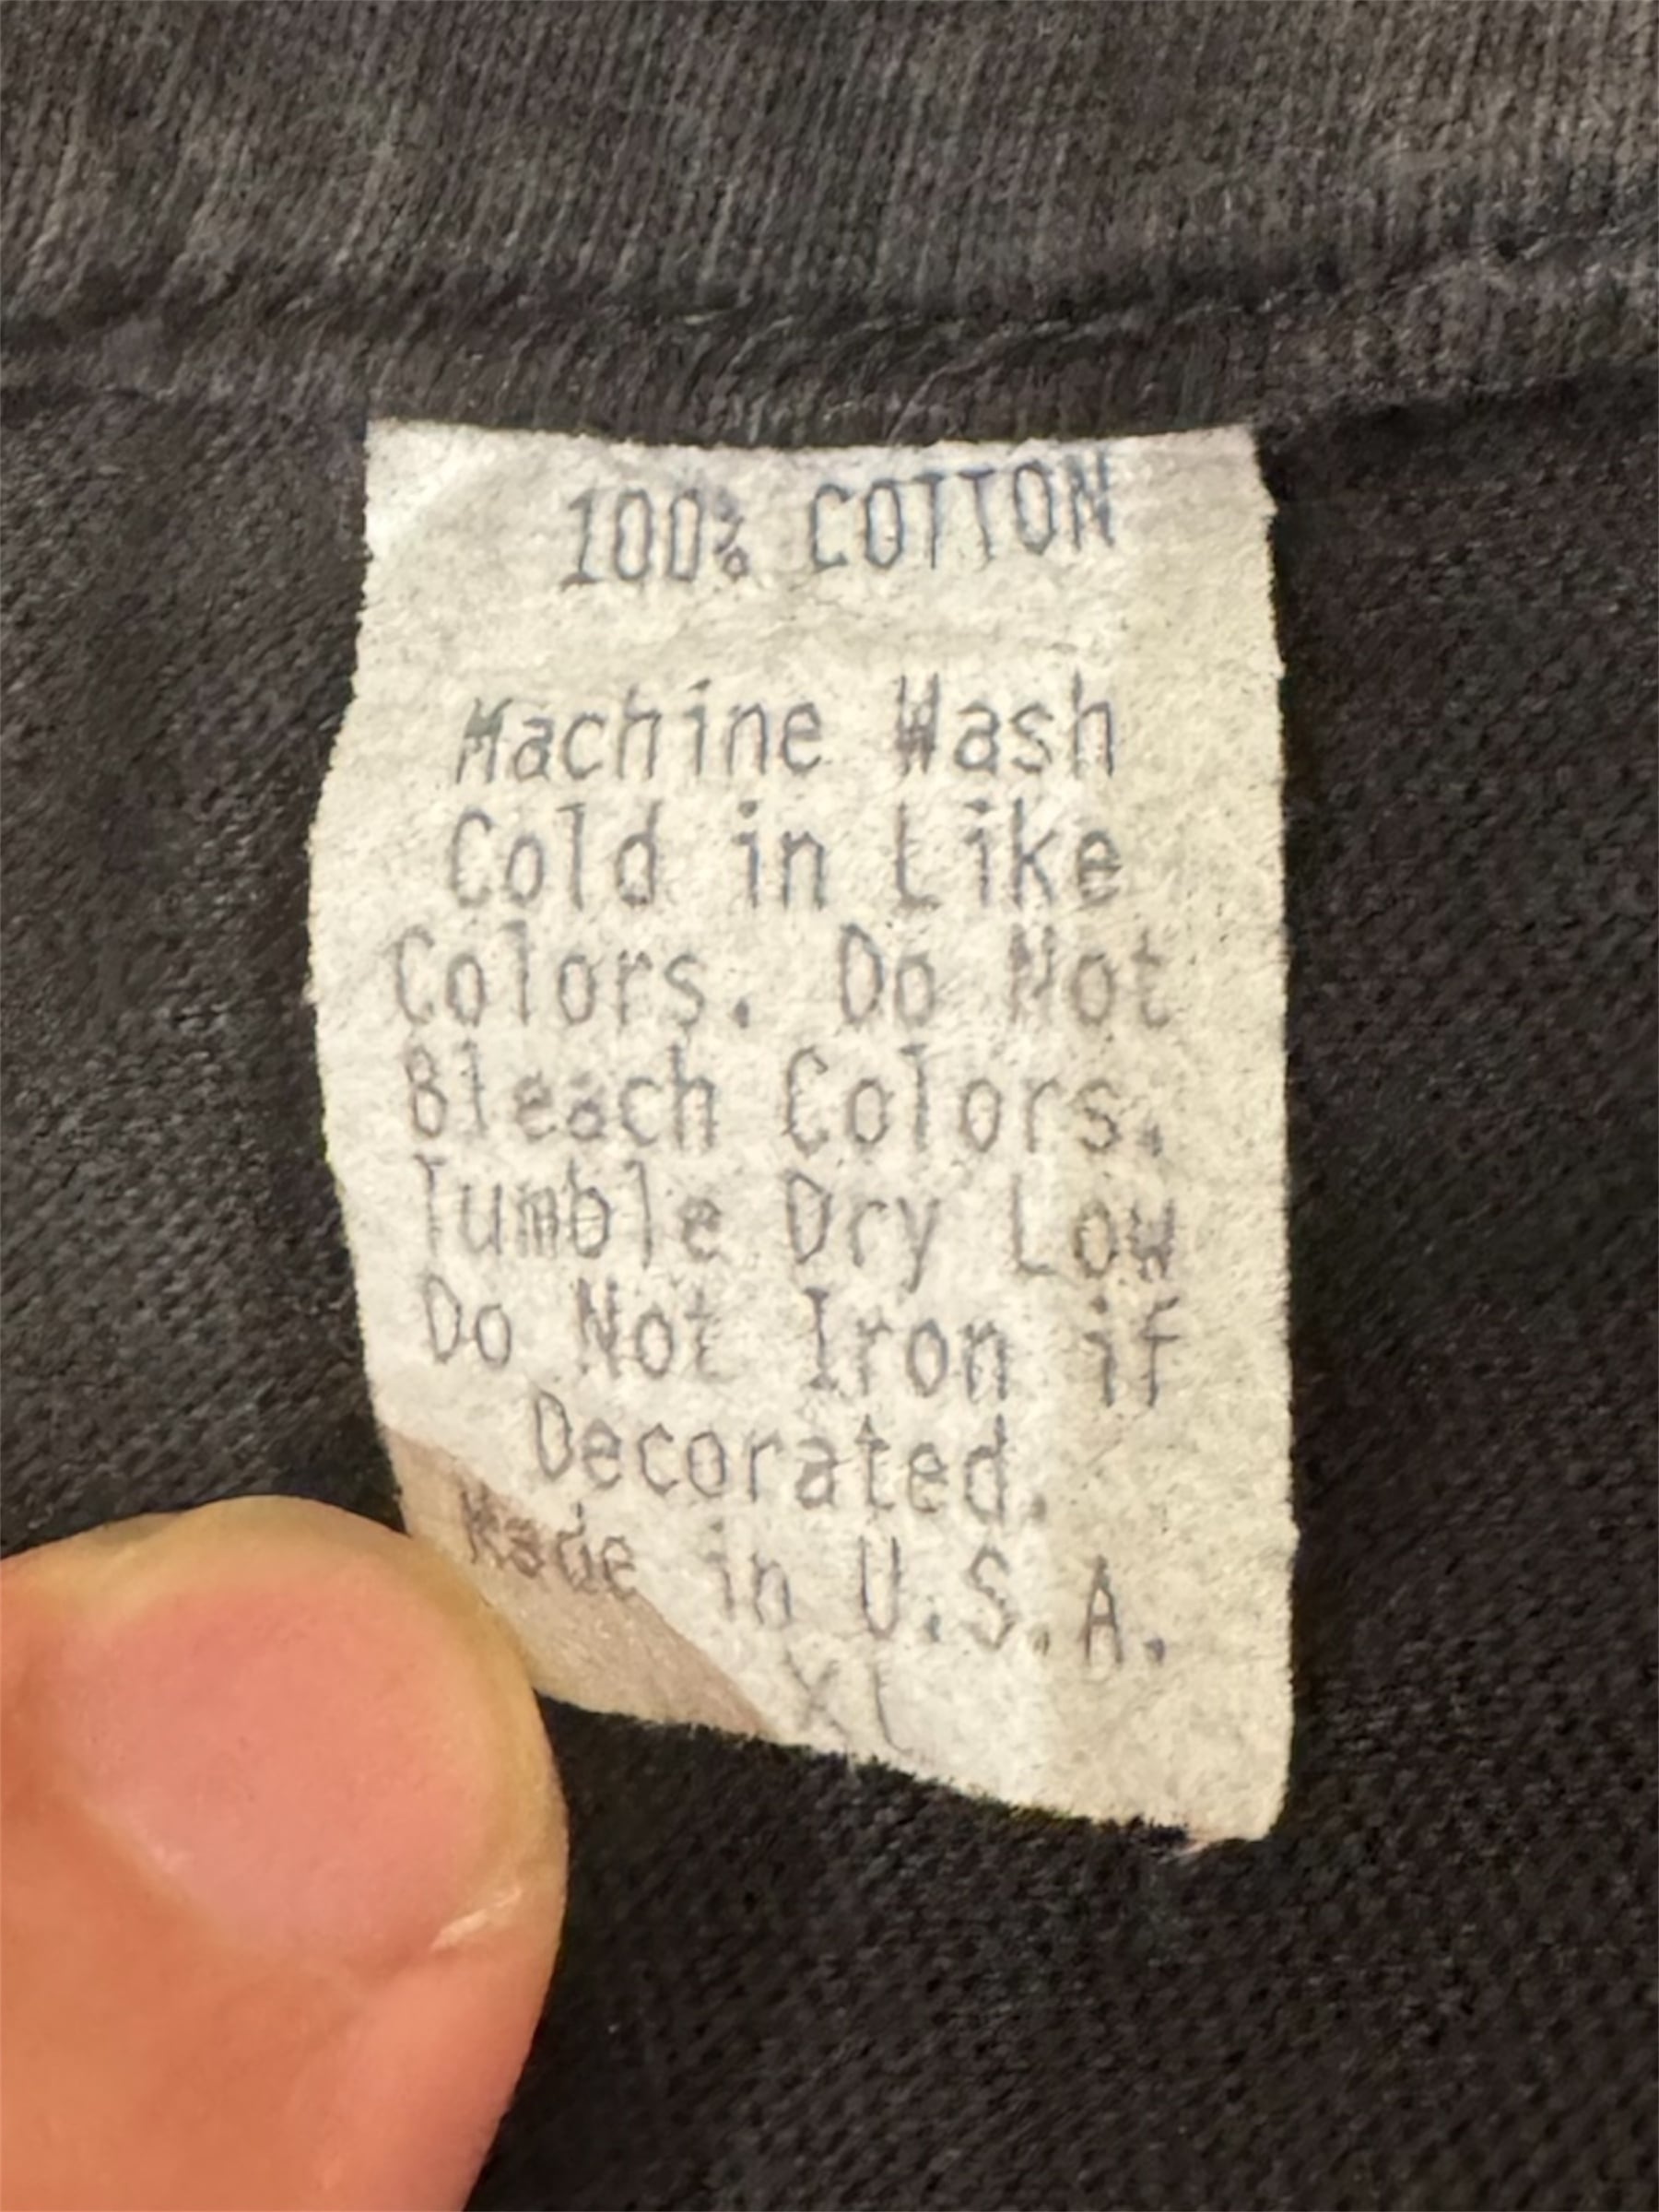 100% COTTON
Machine Wash
Cold in Like
Colors. Do Not
Bleach Colors.
Tumble Dry Low
Do Not Iron if
Decorated.
Made in U.S.A.
XL